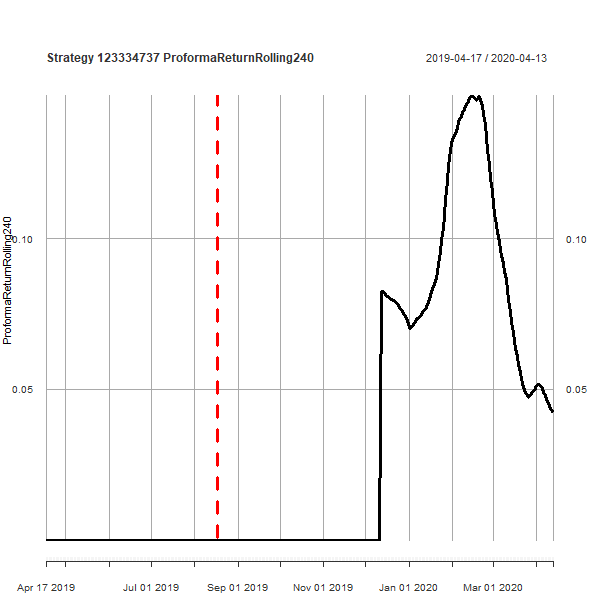 Strategy 123334737 ProformaReturnRolling240
2019-04-17 / 2020-04-13
ProformaReturnRolling240
0.10
0.10
0.05
0.05
Apr 17 2019 Jul 01 2019 Sep 01 2019 Nov 01 2019 Jan 01 2020 Mar 01 2020